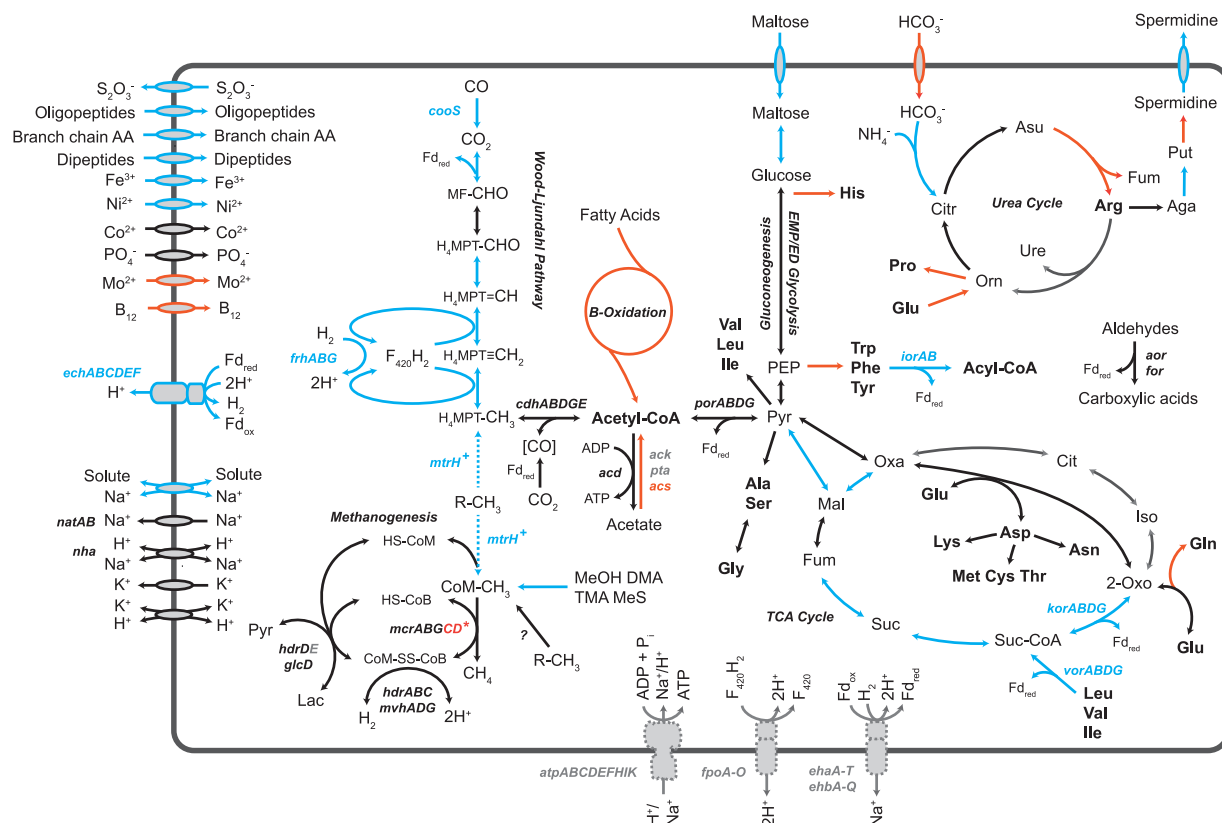 Maltose
HCO3-
Spermidine
S2O3-
S2O3-
Oligopeptides
Oligopeptides
Branch chain AA
Branch chain AA
Dipeptides
Dipeptides
Fe3+
Fe3+
Ni2+
Ni2+
Co2+
Co2+
PO4-
PO4-
Mo2+
Mo2+
B12
B12
echABCDEF
H+
Fdred
2H+
H2
Fdox
Solute
Solute
Na+
Na+
natAB
Na+
Na+
nha
H+
H+
Na+
Na+
K+
K+
K+
K+
H+
H+
CO
cooS
CO2
Fdred
MF-CHO
H4MPT-CHO
H4MPT≡CH
H2
F420H2
frhABG
2H+
H4MPT≡CH2
H4MPT-CH3
Wood-Ljundahl Pathway
Fatty Acids
B-Oxidation
cdhABDGE
Acetyl-CoA
porABDG
Fdred
[CO]
Fdred
CO2
ADP
acd
ATP
ack
pta
acs
Acetate
mtrH+
R-CH3
mtrH+
Methanogenesis
HS-CoM
CoM-CH3
MeOH DMA
TMA MeS
HS-CoB
mcrABGCD*
?
R-CH3
CoM-SS-CoB
CH4
Pyr
hdrDE
glcD
Lac
hdrABC
mvhADG
H2
2H+
Maltose
Glucose
His
Gluconeogenesis
EMP/ED Glycolysis
Val
Leu
Ile
PEP
Trp
Phe
Tyr
iorAB
Fdred
Acyl-CoA
Pyr
Ala
Ser
Gly
HCO3-
NH4-
Asu
Fum
Citr
Urea Cycle
Arg
Aga
Put
Spermidine
Ure
Orn
Pro
Glu
Aldehydes
Fdred
aor
for
Carboxylic acids
Oxa
Cit
Mal
Glu
Iso
Lys
Asp
Asn
Gln
Met Cys Thr
Fum
2-Oxo
TCA Cycle
Suc
Suc-CoA
korABDG
Fdred
Glu
vorABDG
Fdred
Leu
Val
Ile
ADP + Pi-
Na+/H+
ATP
atpABCDEFHIK
H+/
Na+
F420H2
2H+
F420
fpoA-O
2H+
Fdox
H2
2H+
Fdred
ehaA-T
ehbA-Q
Na+